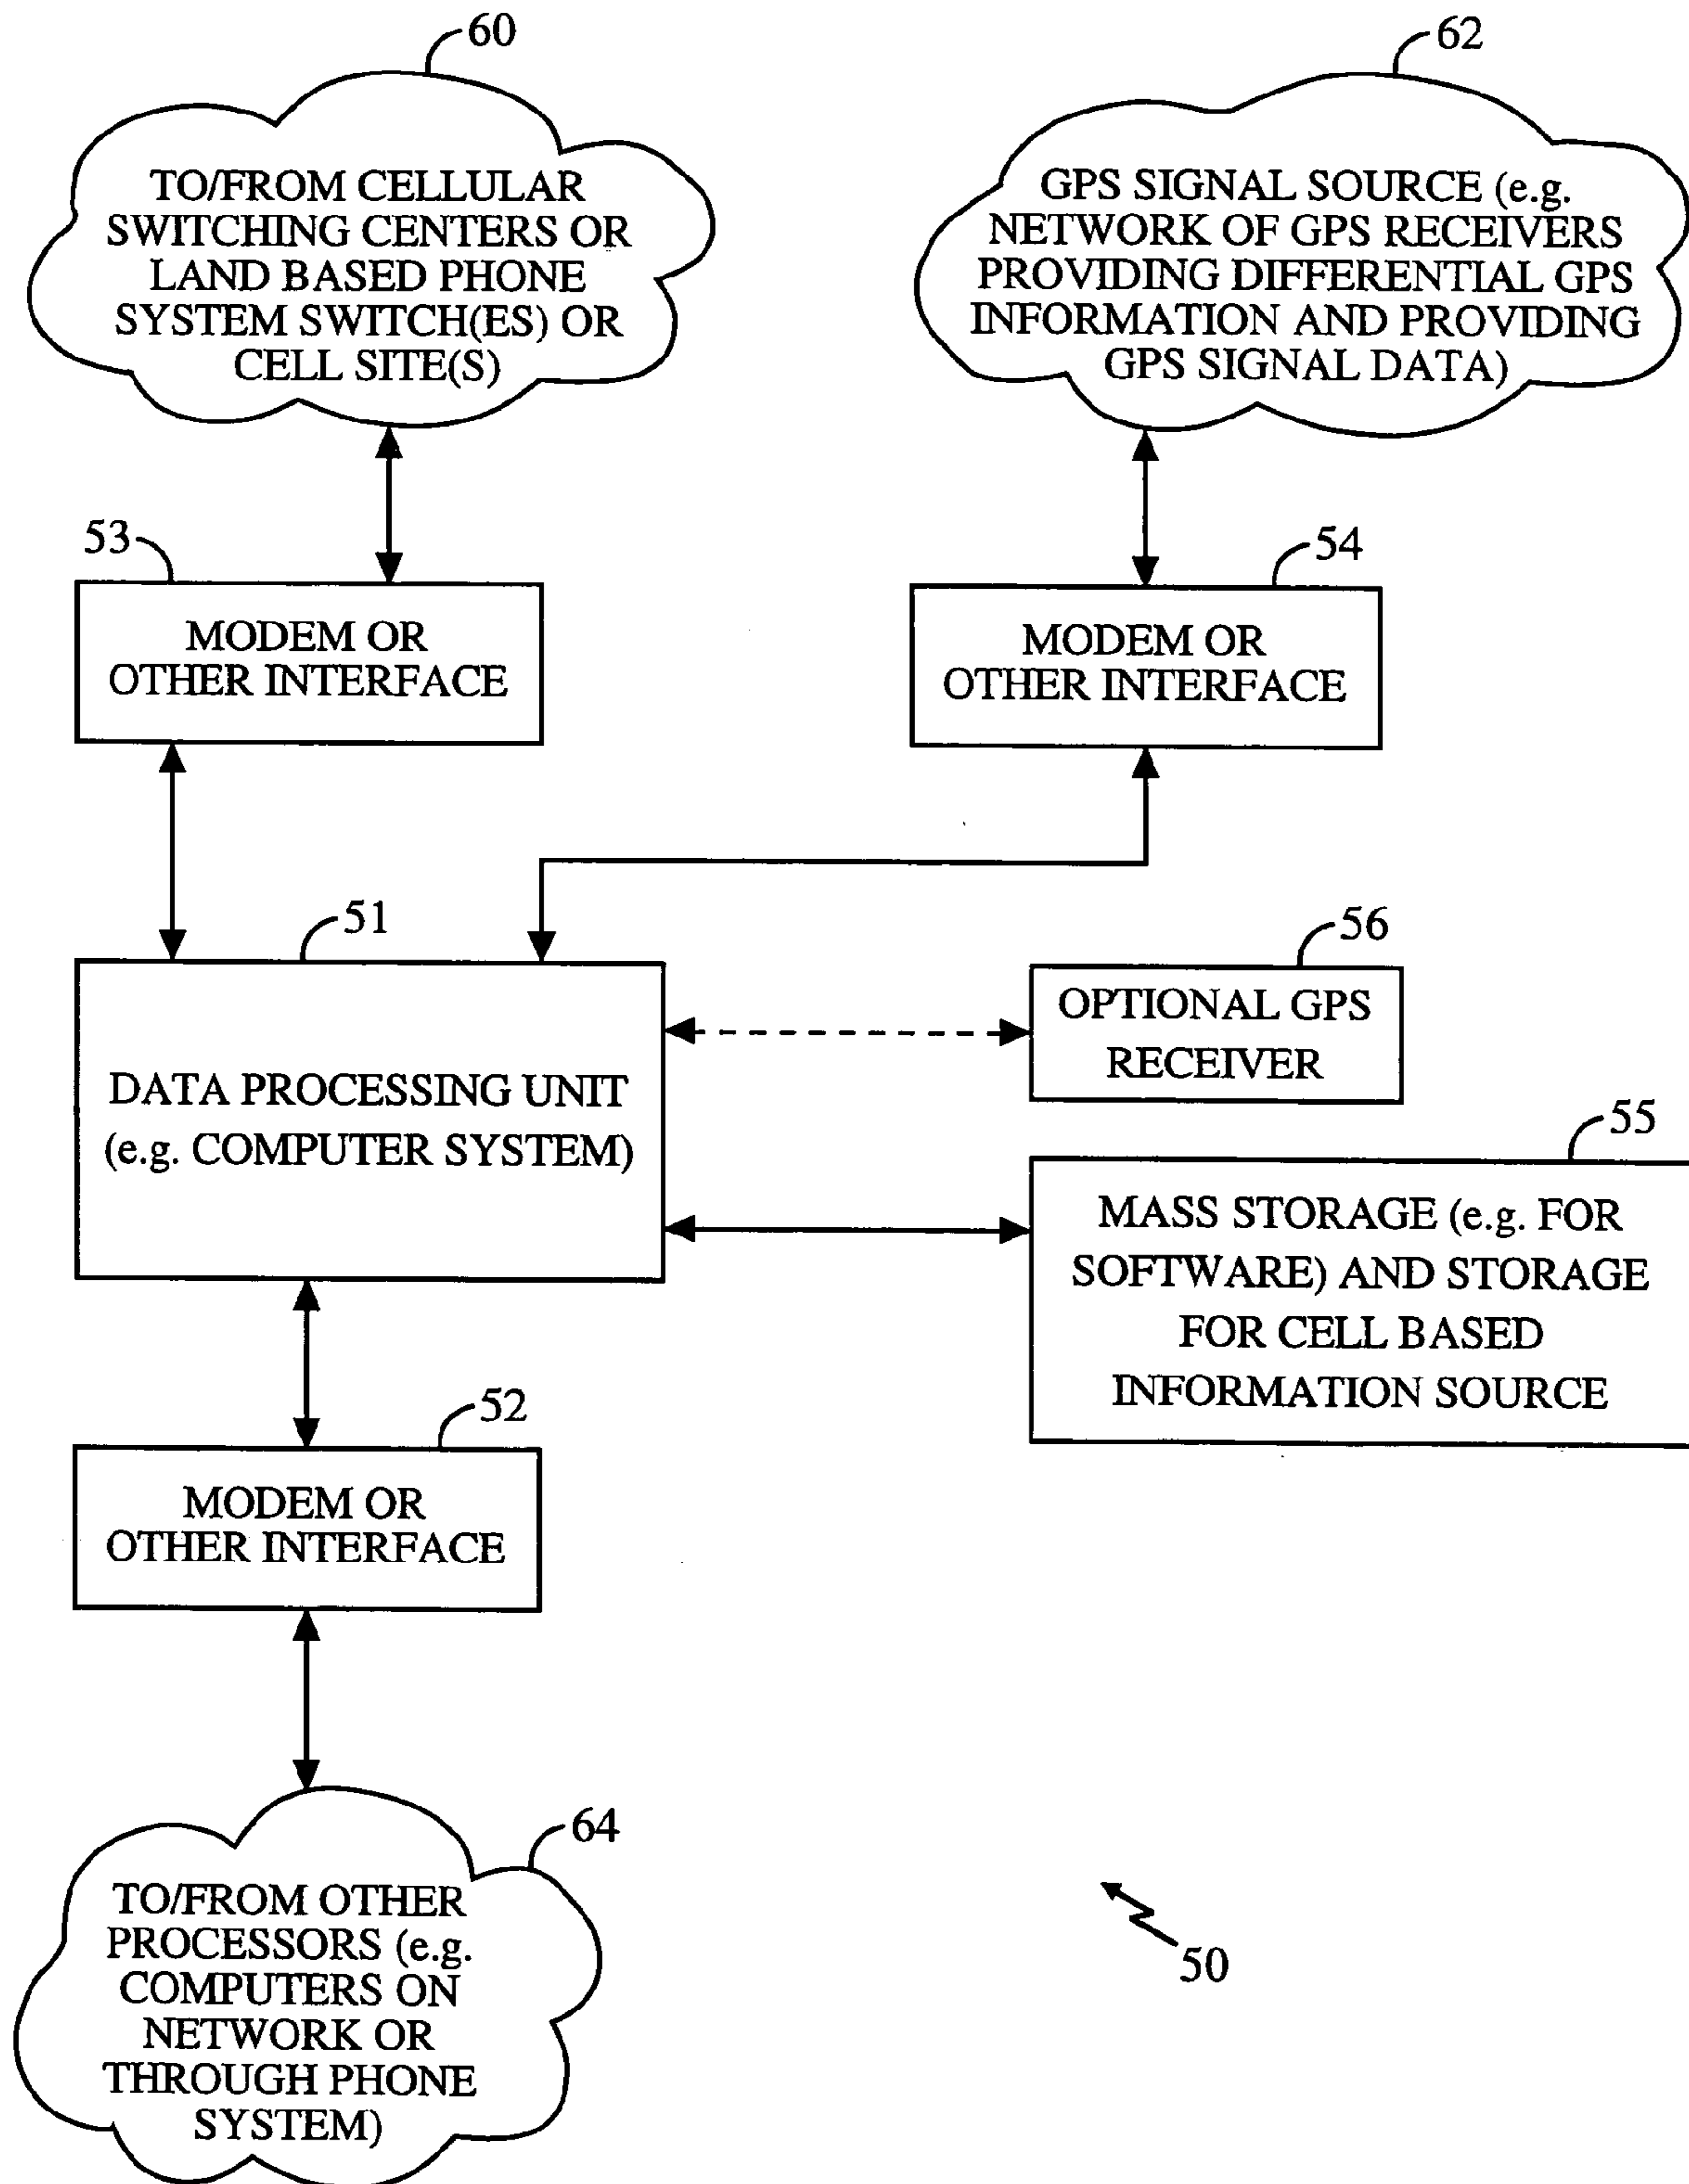 60
TO/FROM CELLULAR
SWITCHING CENTERS OR
LAND BASED PHONE
SYSTEM SWITCH(ES) OR
CELL SITE(S)
62
GPS SIGNAL SOURCE (e.g.
NETWORK OF GPS RECEIVERS
PROVIDING DIFFERENTIAL GPS
INFORMATION AND PROVIDING
GPS SIGNAL DATA)
53
MODEM OR
OTHER INTERFACE
54
MODEM OR
OTHER INTERFACE
51
DATA PROCESSING UNIT
(e.g. COMPUTER SYSTEM)
56
OPTIONAL GPS
RECEIVER
55
MASS STORAGE (e.g. FOR
SOFTWARE) AND STORAGE
FOR CELL BASED
INFORMATION SOURCE
52
MODEM OR
OTHER INTERFACE
64
TO/FROM OTHER
PROCESSORS (e.g.
COMPUTERS ON
NETWORK OR
THROUGH PHONE
SYSTEM)
50